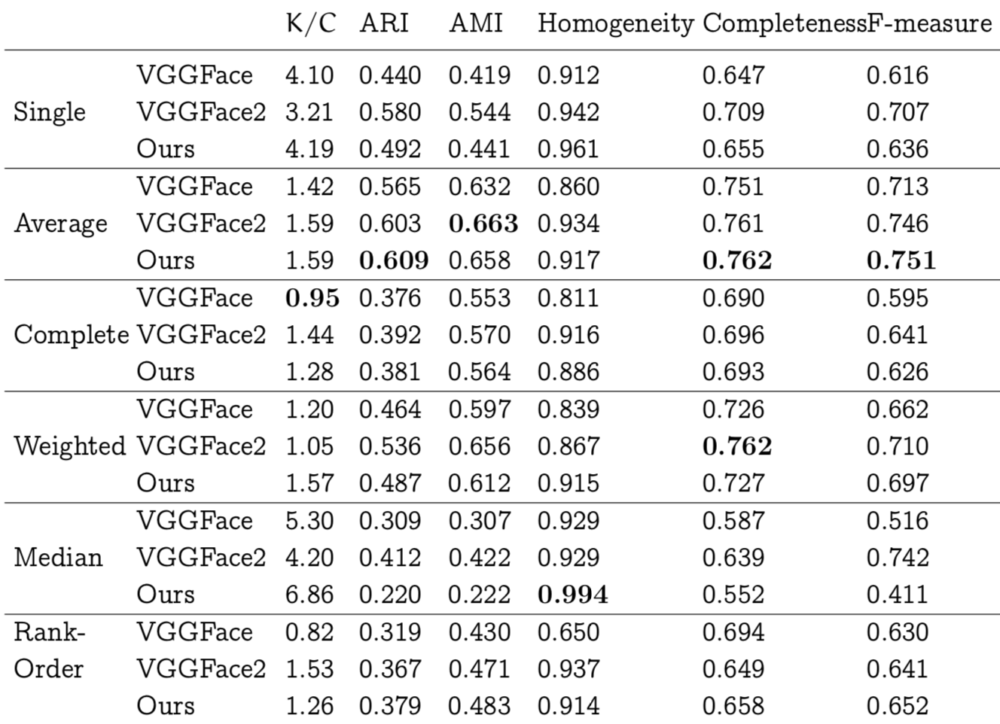 K/C ARI AMI Homogeneity CompletenessF-measure
VGGFace 4.10 0.440 0.419 0.912 0.647 0.616
Single VGGFace2 3.21 0.580 0.544 0.942 0.709 0.707
Ours 4.19 0.492 0.441 0.961 0.655 0.636
VGGFace 1.42 0.565 0.632 0.860 0.751 0.713
Average VGGFace2 1.59 0.603 0.663 0.934 0.761 0.746
Ours 1.59 0.609 0.658 0.917 0.762 0.751
VGGFace 0.95 0.376 0.553 0.811 0.690 0.595
Complete VGGFace2 1.44 0.392 0.570 0.916 0.696 0.641
Ours 1.28 0.381 0.564 0.886 0.693 0.626
VGGFace 1.20 0.464 0.597 0.839 0.726 0.662
Weighted VGGFace2 1.05 0.536 0.656 0.867 0.762 0.710
Ours 1.57 0.487 0.612 0.915 0.727 0.697
VGGFace 5.30 0.309 0.307 0.929 0.587 0.516
Median VGGFace2 4.20 0.412 0.422 0.929 0.639 0.742
Ours 6.86 0.220 0.222 0.994 0.552 0.411
Rank- VGGFace 0.82 0.319 0.430 0.650 0.694 0.630
Order VGGFace2 1.53 0.367 0.471 0.937 0.649 0.641
Ours 1.26 0.379 0.483 0.914 0.658 0.652